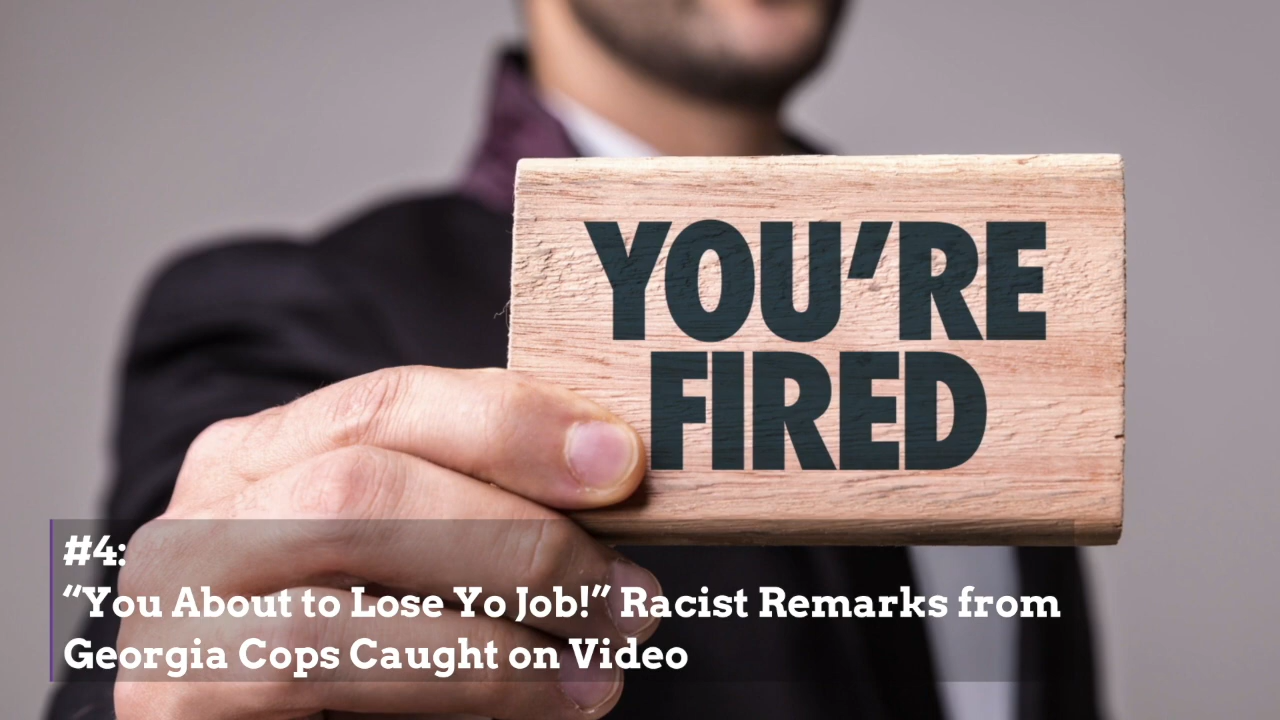 YOU'RE
FIRED
#4:
“You About to Lose Yo Job!” Racist Remarks from
Georgia Cops Caught on Video